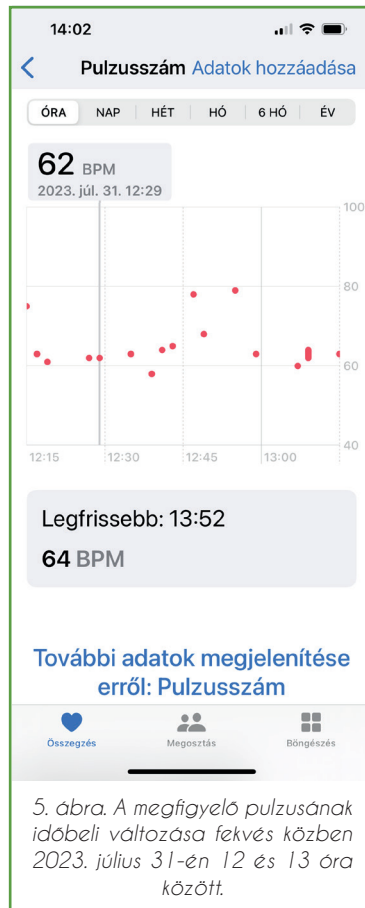 14:02
Pulzusszám Adatok hozzáadása
ÓRA NAP HÉT HÓ 6 HÓ ÉV
62 BPM
2023. júl. 31. 12:29
100
80
60
40
12:15 12:30 12:45 13:00
Legfrissebb: 13:52
64 BPM
További adatok megjelenítése
erről: Pulzusszám
Összegzés Megosztás Böngészés
5. ábra. A megfigyelő pulzusának
időbeli változása fekvés közben
2023. július 31-én 12 és 13 óra
között.